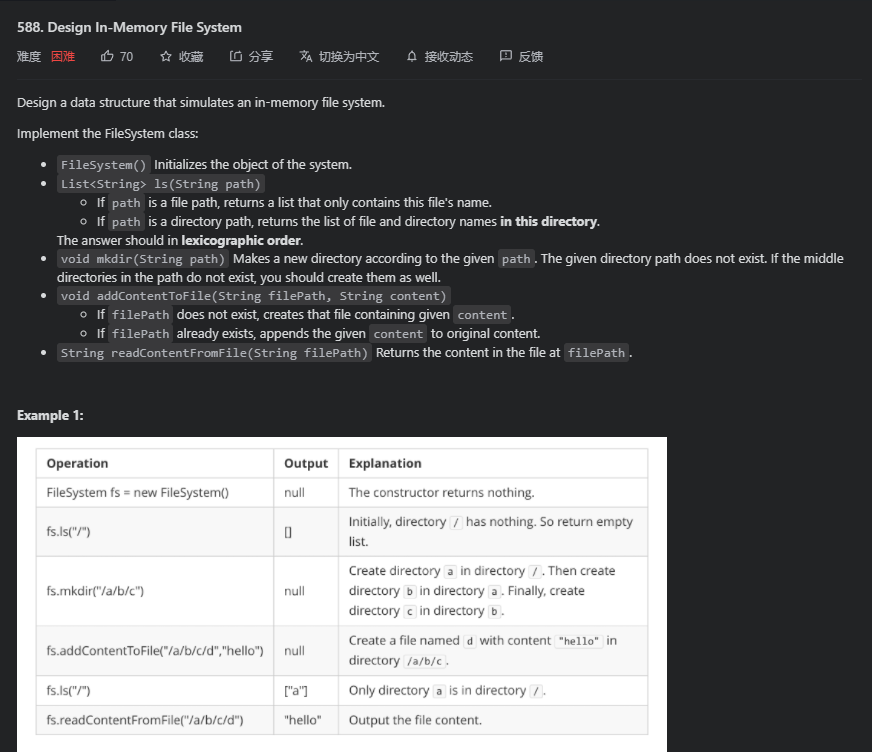 588. Design In-Memory File System
难度 困难 70 收藏 分享 切换为中文 接收动态 反馈
Design a data structure that simulates an in-memory file system.
Implement the FileSystem class:
FileSystem() Initializes the object of the system.
List<String> ls(String path)
If path is a file path, returns a list that only contains this file's name.
If path is a directory path, returns the list of file and directory names in this directory.
The answer should in lexicographic order.
void mkdir(String path) Makes a new directory according to the given path . The given directory path does not exist. If the middle
directories in the path do not exist, you should create them as well.
void addContentToFile(String filePath, String content)
If filePath does not exist, creates that file containing given content .
If filePath already exists, appends the given content to original content.
String readContentFromFile(String filePath) Returns the content in the file at filePath .
Example 1:
Operation Output Explanation
FileSystem fs = new FileSystem() null The constructor returns nothing.
fs.ls("/") [] Initially, directory / has nothing. So return empty
list.
fs.mkdir("/a/b/c") null Create directory a in directory / . Then create
directory b in directory a . Finally, create
directory c in directory b .
fs.addContentToFile("/a/b/c/d","hello") null Create a file named d with content "hello" in
directory /a/b/c .
fs.ls("/") ["a"] Only directory a is in directory / .
fs.readContentFromFile("/a/b/c/d") "hello" Output the file content.